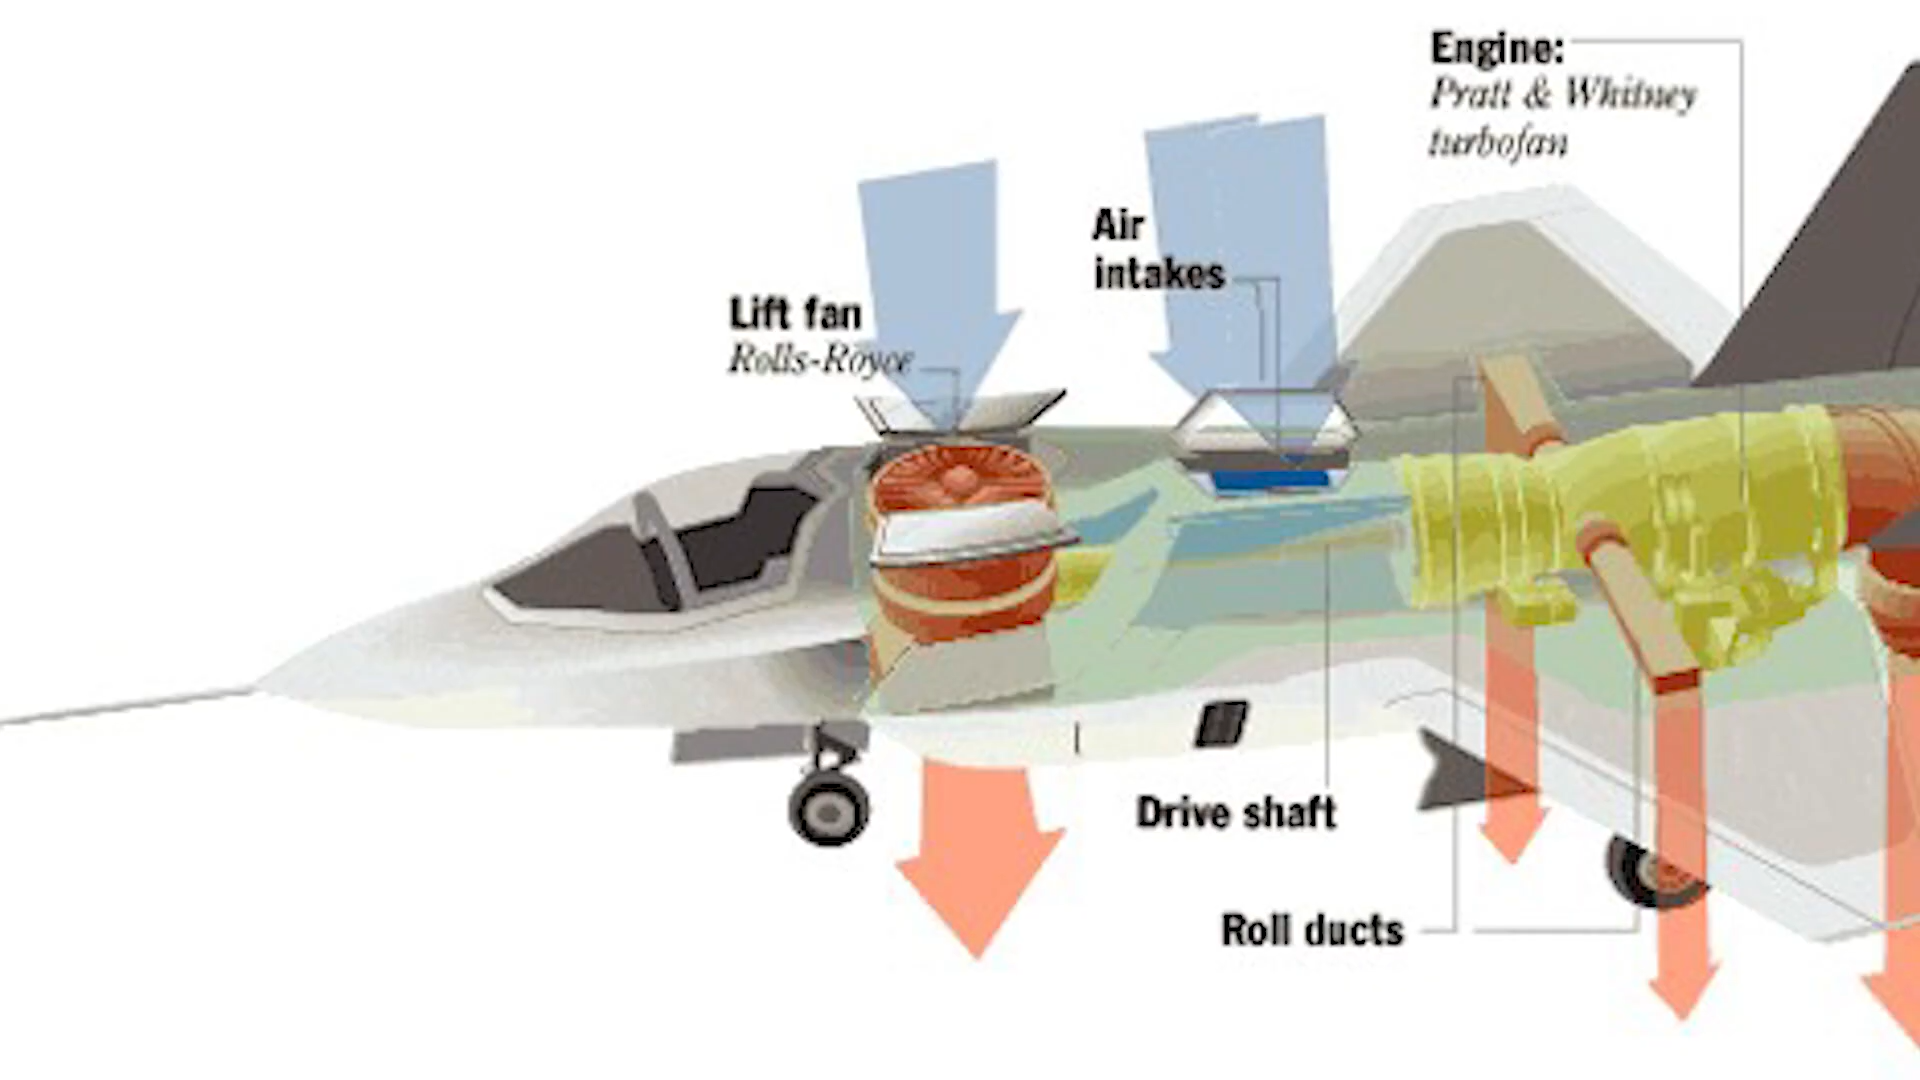 Engine:
Pratt & Whitney
turbofan
Air
intakes
Lift fan
Rolls-Royce
Drive shaft
Roll ducts